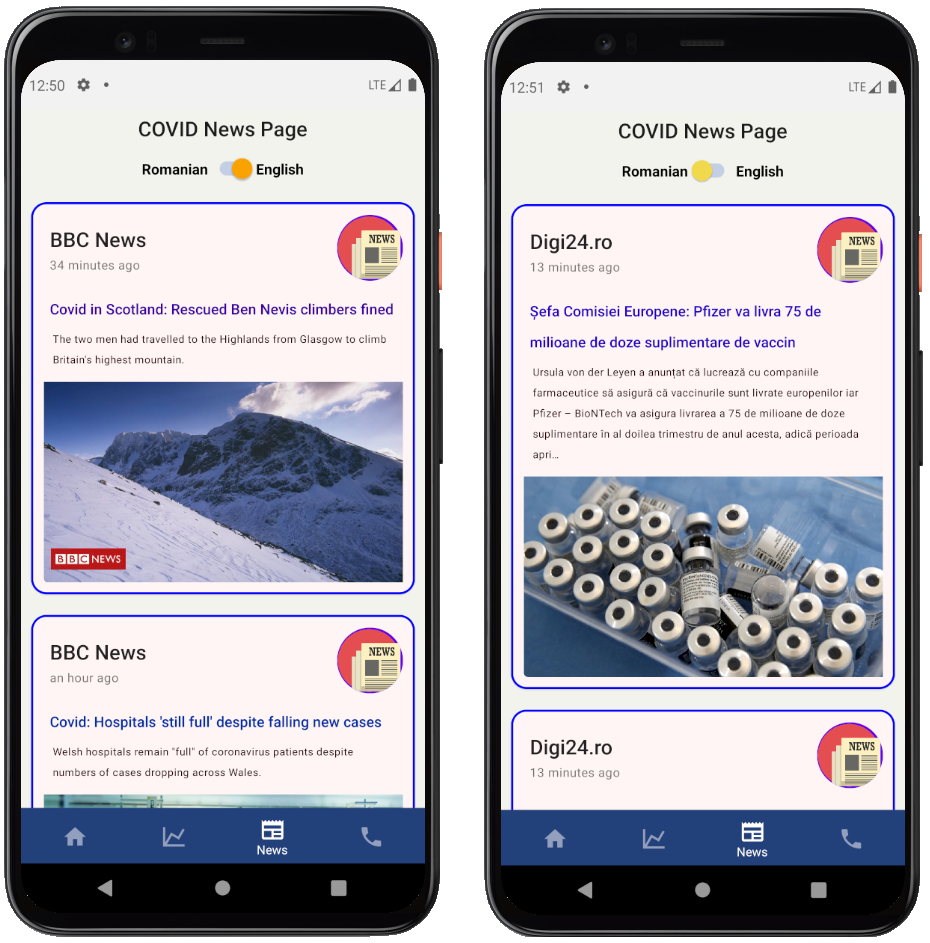 12:50
LTE
COVID News Page
Romanian English
BBC News
34 minutes ago
NEWS
Covid in Scotland: Rescued Ben Nevis climbers fined
The two men had travelled to the Highlands from Glasgow to climb
Britain's highest mountain.
BBC NEWS
BBC News
an hour ago
NEWS
Covid: Hospitals 'still full' despite falling new cases
Welsh hospitals remain "full" of coronavirus patients despite
numbers of cases dropping across Wales.
News
12:51
LTE
COVID News Page
Romanian English
Digi24.ro
13 minutes ago
NEWS
Șefa Comisiei Europene: Pfizer va livra 75 de
milioane de doze suplimentare de vaccin
Ursula von der Leyen a anunțat că lucrează cu companiile
farmaceutice să asigură că vaccinurile sunt livrate europenilor iar
Pfizer – BioNTech va asigura livrarea a 75 de milioane de doze
suplimentare în al doilea trimestru de anul acesta, adică perioada
apri…
Digi24.ro
13 minutes ago
NEWS
News